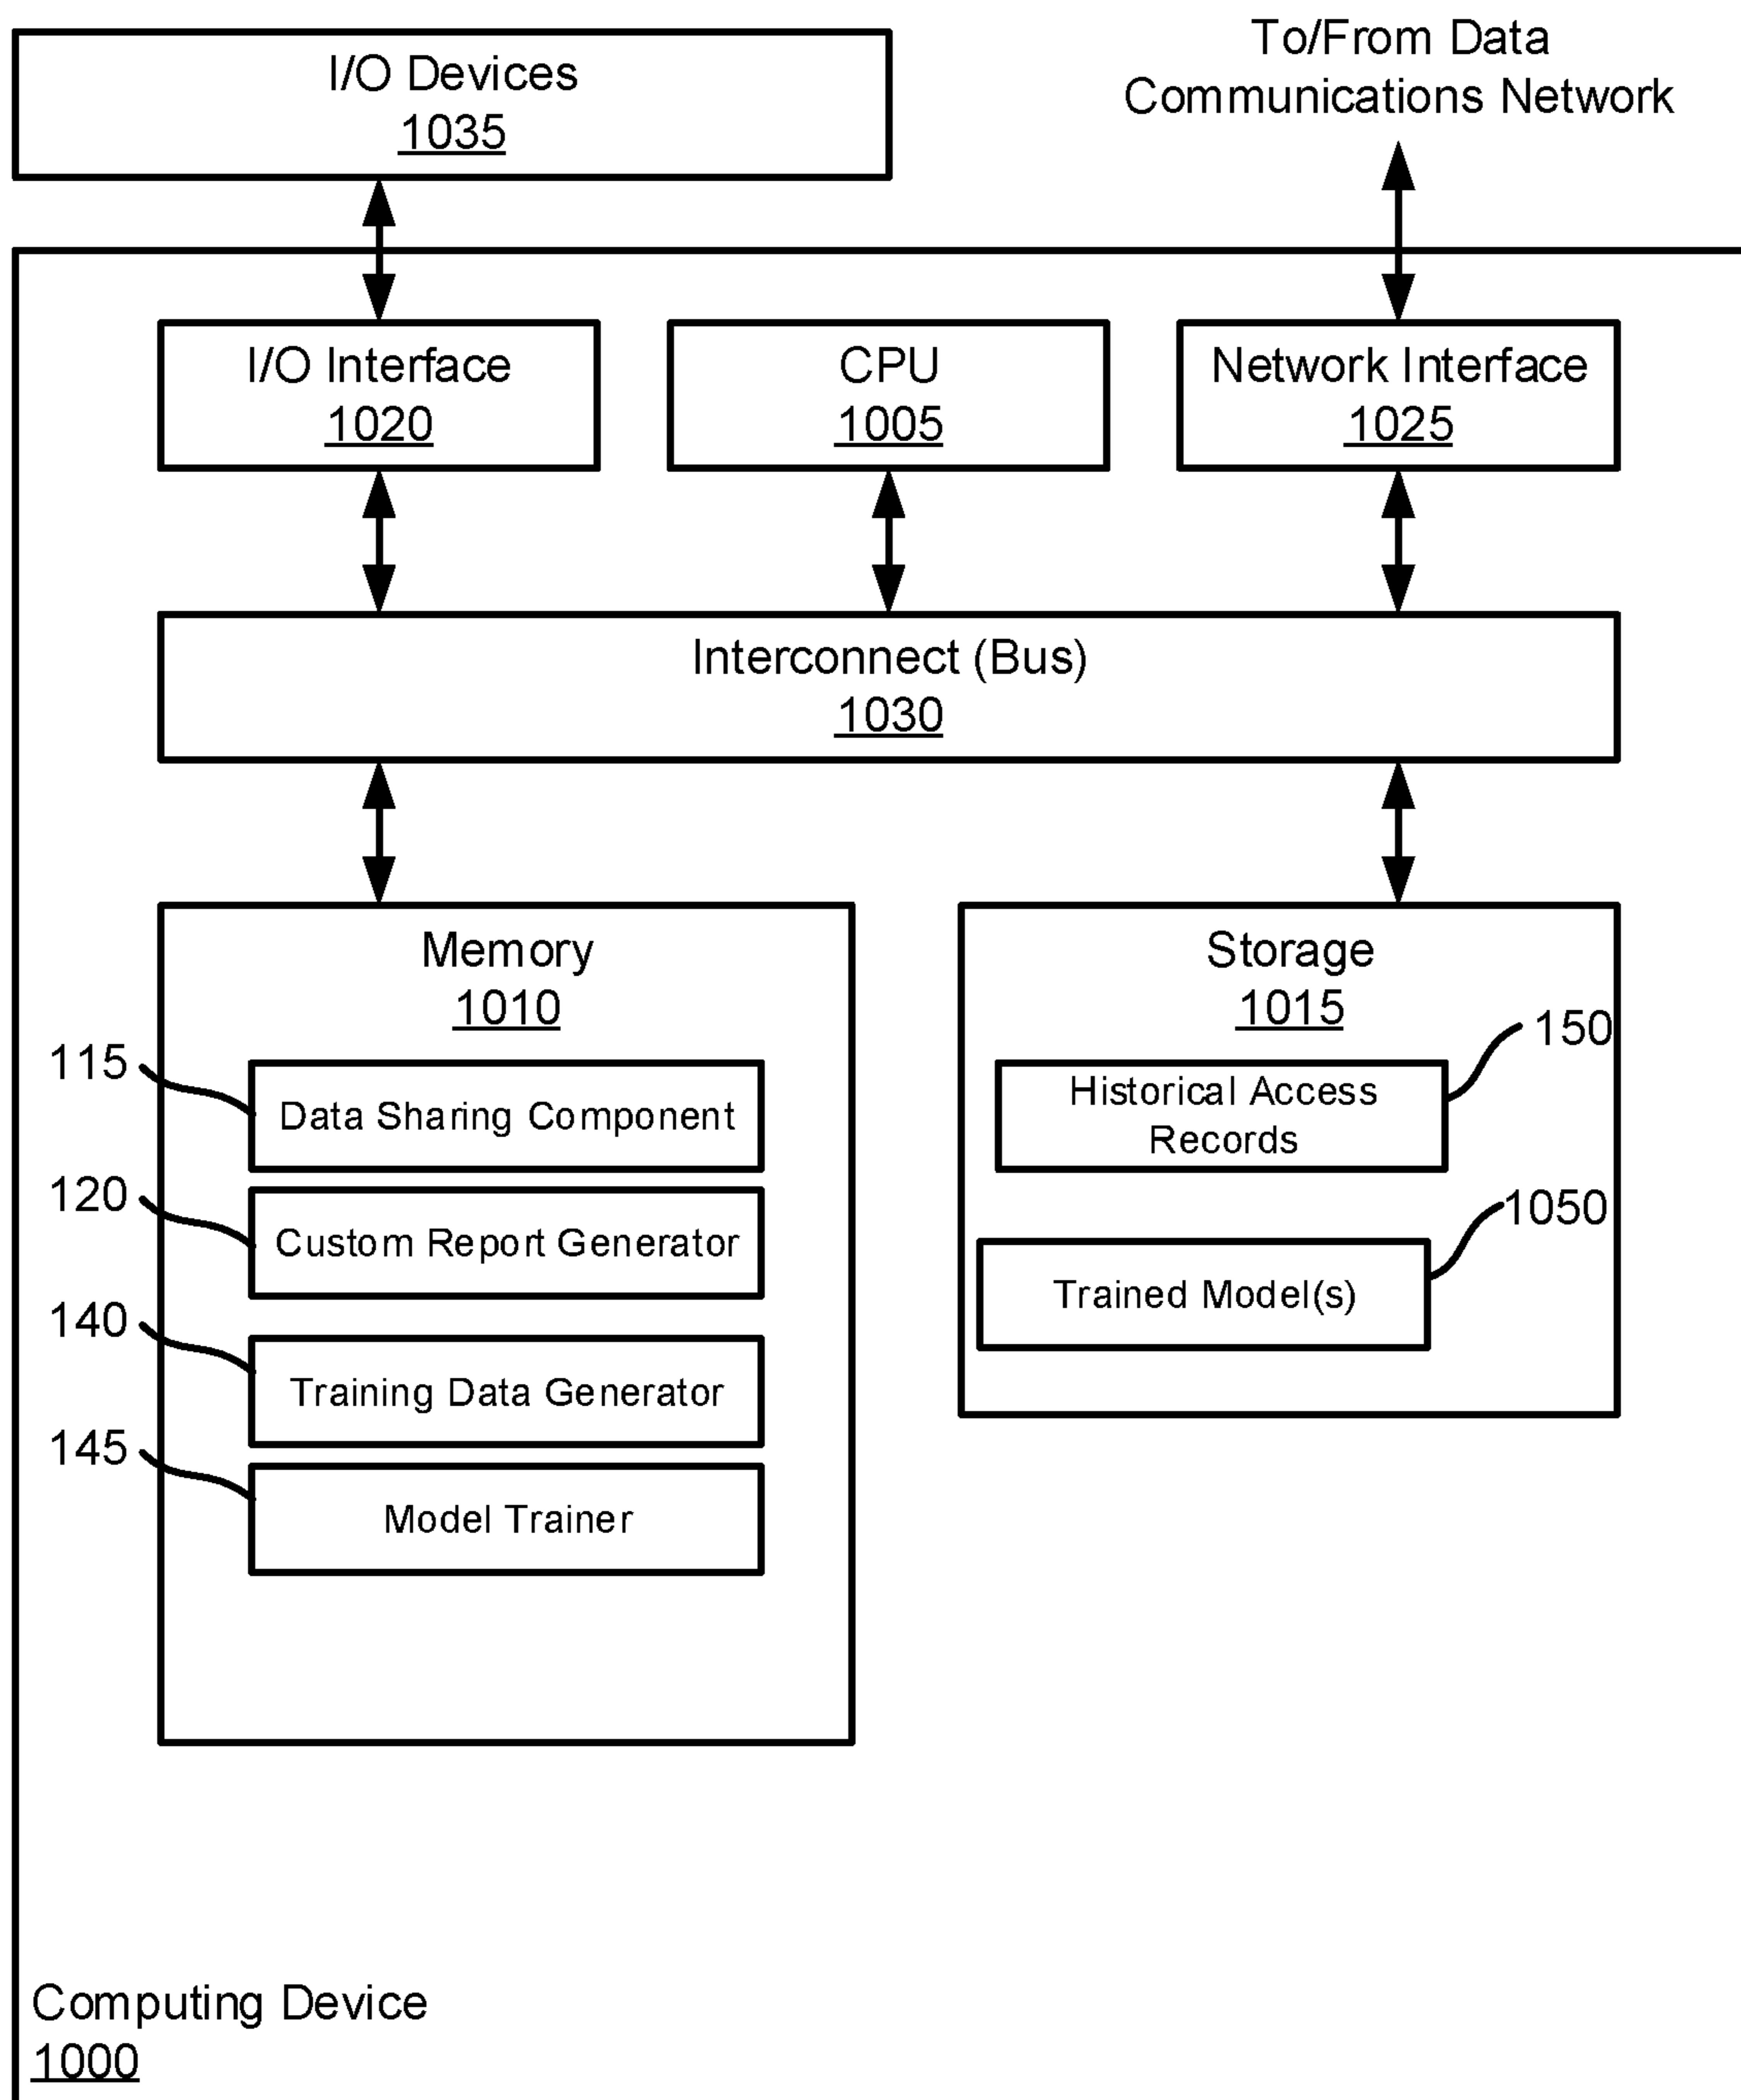 I/O Devices
1035
To/From Data
Communications Network
I/O Interface
1020
CPU
1005
Network Interface
1025
Interconnect (Bus)
1030
Memory
1010
115
Data Sharing Component
120
Custom Report Generator
140
Training Data Generator
145
Model Trainer
Storage
1015
150
Historical Access
Records
1050
Trained Model(s)
Computing Device
1000